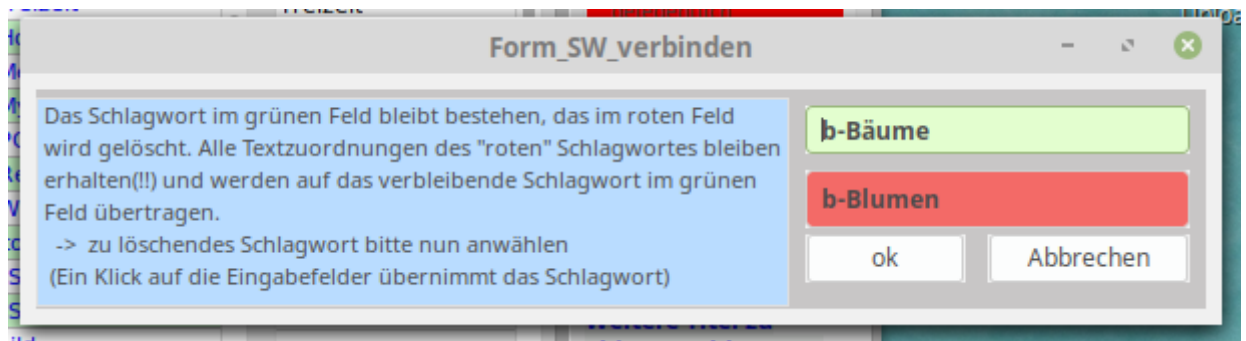 Form_SW_verbinden
Das Schlagwort im grünen Feld bleibt bestehen, das im roten Feld
wird gelöscht. Alle Textzuordnungen des "roten" Schlagwortes bleiben
erhalten(!!) und werden auf das verbleibende Schlagwort im grünen
Feld übertragen.
-> zu löschendes Schlagwort bitte nun anwählen
(Ein Klick auf die Eingabefelder übernimmt das Schlagwort)
b-Bäume
b-Blumen
ok
Abbrechen